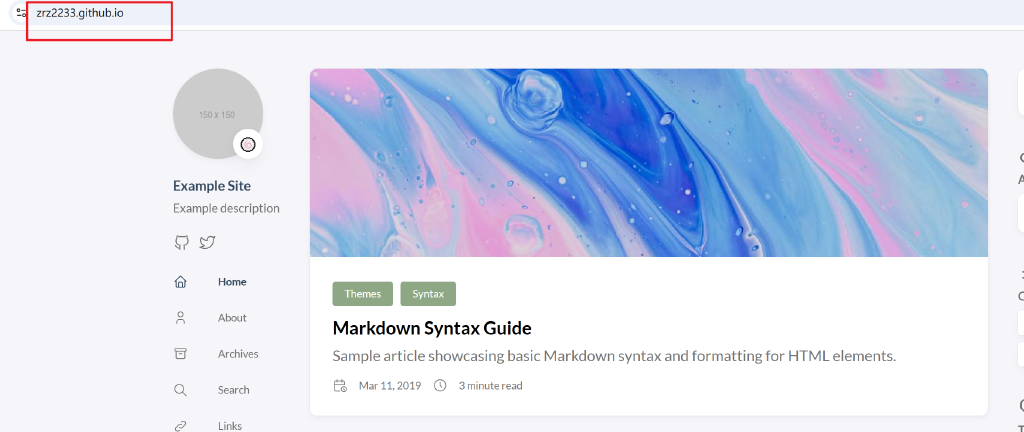 zrz2233.github.io
150 x 150
Example Site
Example description
Home
About
Archives
Search
Links
Themes
Syntax
Markdown Syntax Guide
Sample article showcasing basic Markdown syntax and formatting for HTML elements.
Mar 11, 2019
3 minute read